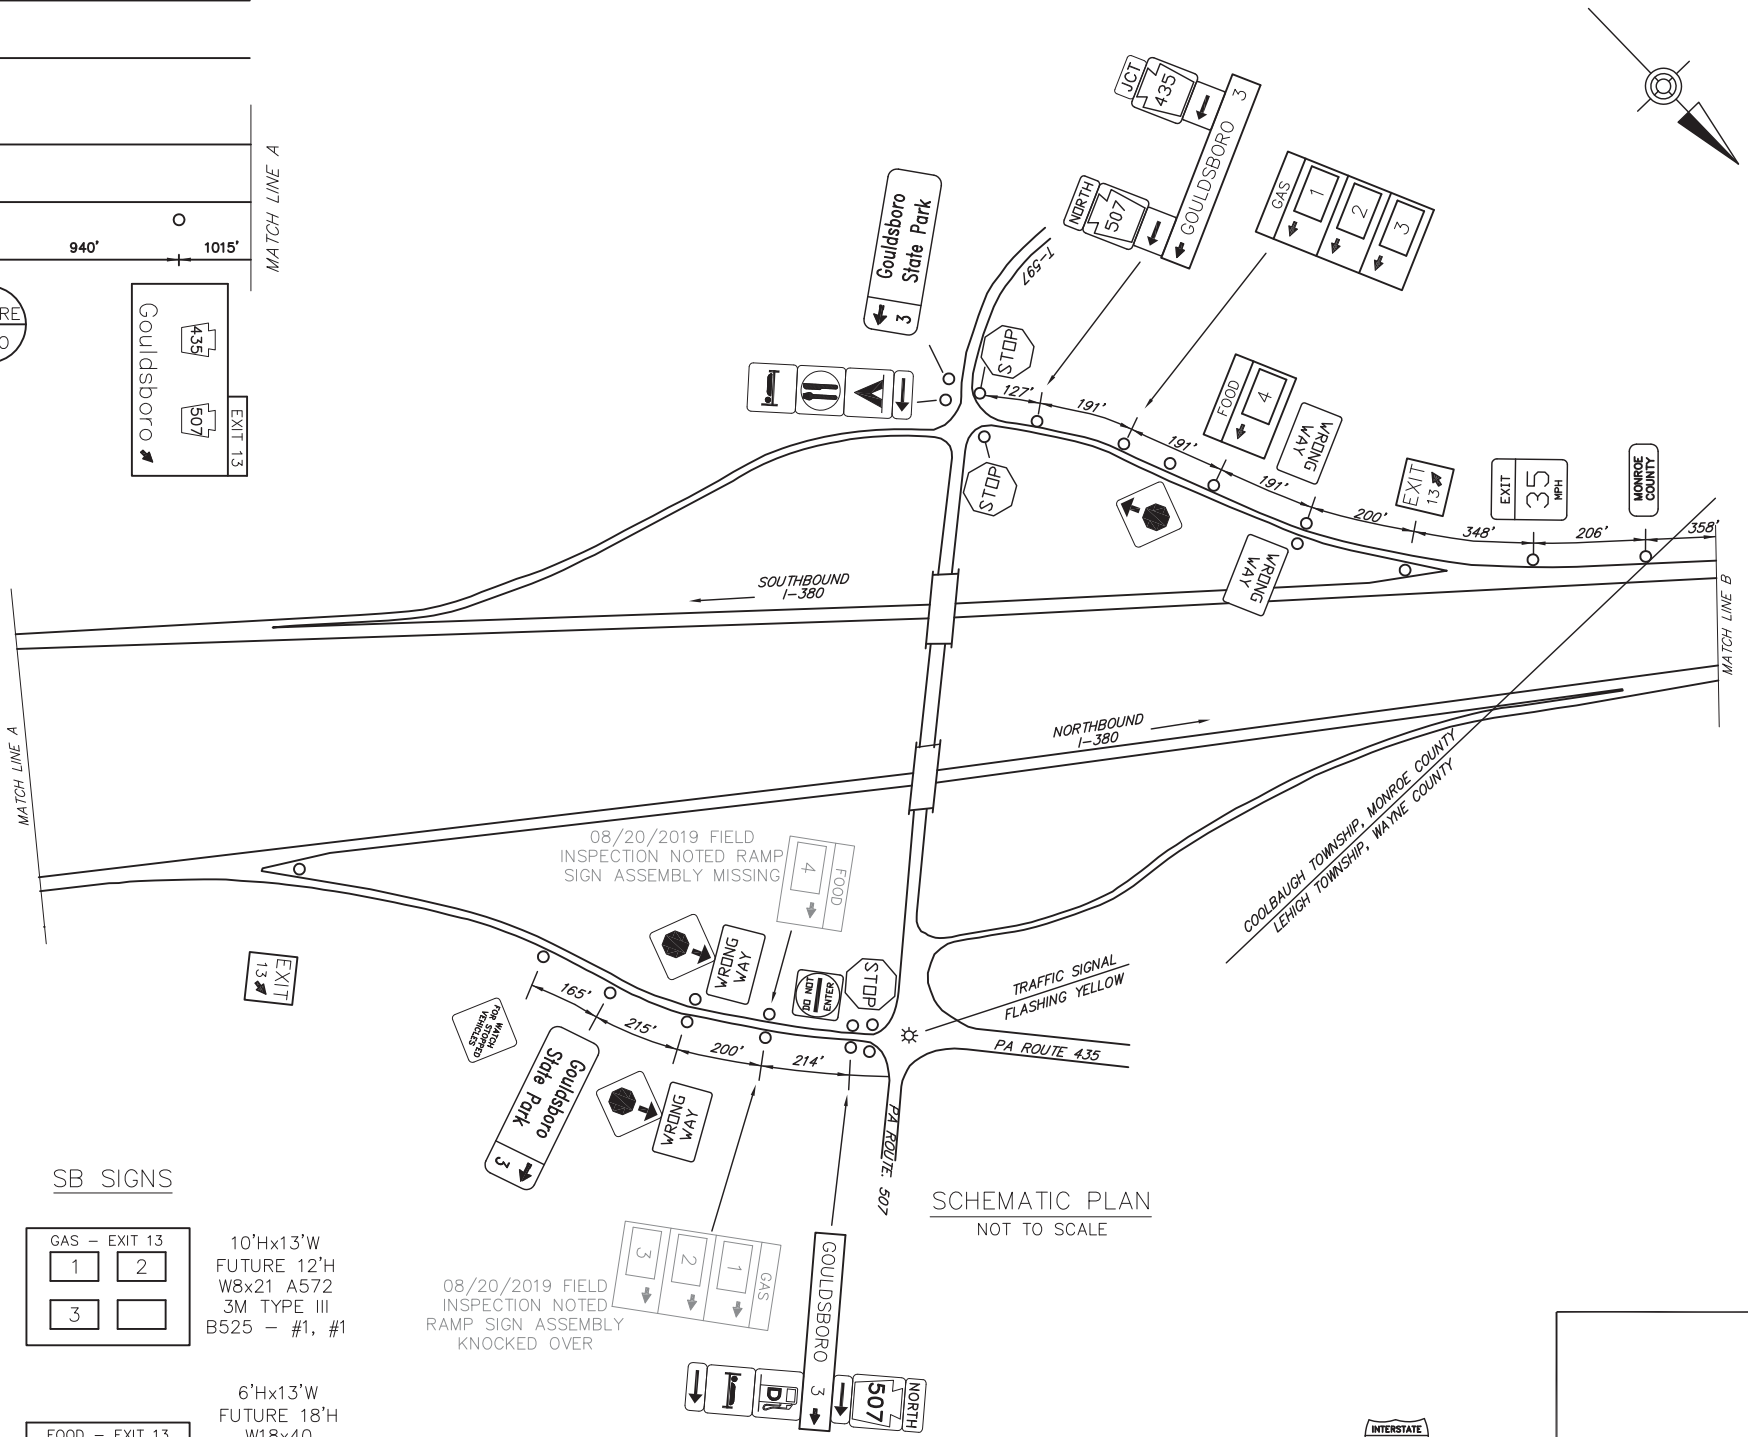 MATCH LINE A
940'
1015'
RE
O
Gouldsboro
435
507
EXIT 13
JCT
435
NORTH
507
GOULDSBORO 3
GAS
1
2
3
Gouldsboro
State Park
3
T-597
STOP
STOP
127'
191'
191'
191'
200'
348'
206'
358'
FOOD
4
WRONG
WAY
WRONG
WAY
EXIT
13
EXIT
35
MPH
MONROE
COUNTY
SOUTHBOUND
I-380
NORTHBOUND
I-380
MATCH LINE B
MATCH LINE A
COOLBAUGH TOWNSHIP, MONROE COUNTY
LEHIGH TOWNSHIP, WAYNE COUNTY
08/20/2019 FIELD
INSPECTION NOTED RAMP
SIGN ASSEMBLY MISSING
FOOD
4
WRONG
WAY
DO NOT
ENTER
STOP
TRAFFIC SIGNAL
FLASHING YELLOW
PA ROUTE 435
PA ROUTE. 507
EXIT
13
WATCH
FOR STOPPED
VEHICLES
165'
215'
200'
214'
Gouldsboro
State Park
3
WRONG
WAY
SCHEMATIC PLAN
NOT TO SCALE
SB SIGNS
GAS - EXIT 13
1
2
3
10'Hx13'W
FUTURE 12'H
W8x21 A572
3M TYPE III
B525 - #1, #1
08/20/2019 FIELD
INSPECTION NOTED
RAMP SIGN ASSEMBLY
KNOCKED OVER
GAS
1
2
3
GOULDSBORO 3
D
507
NORTH
6'Hx13'W
FUTURE 18'H
W18x40
FOOD - EXIT 13
INTERSTATE